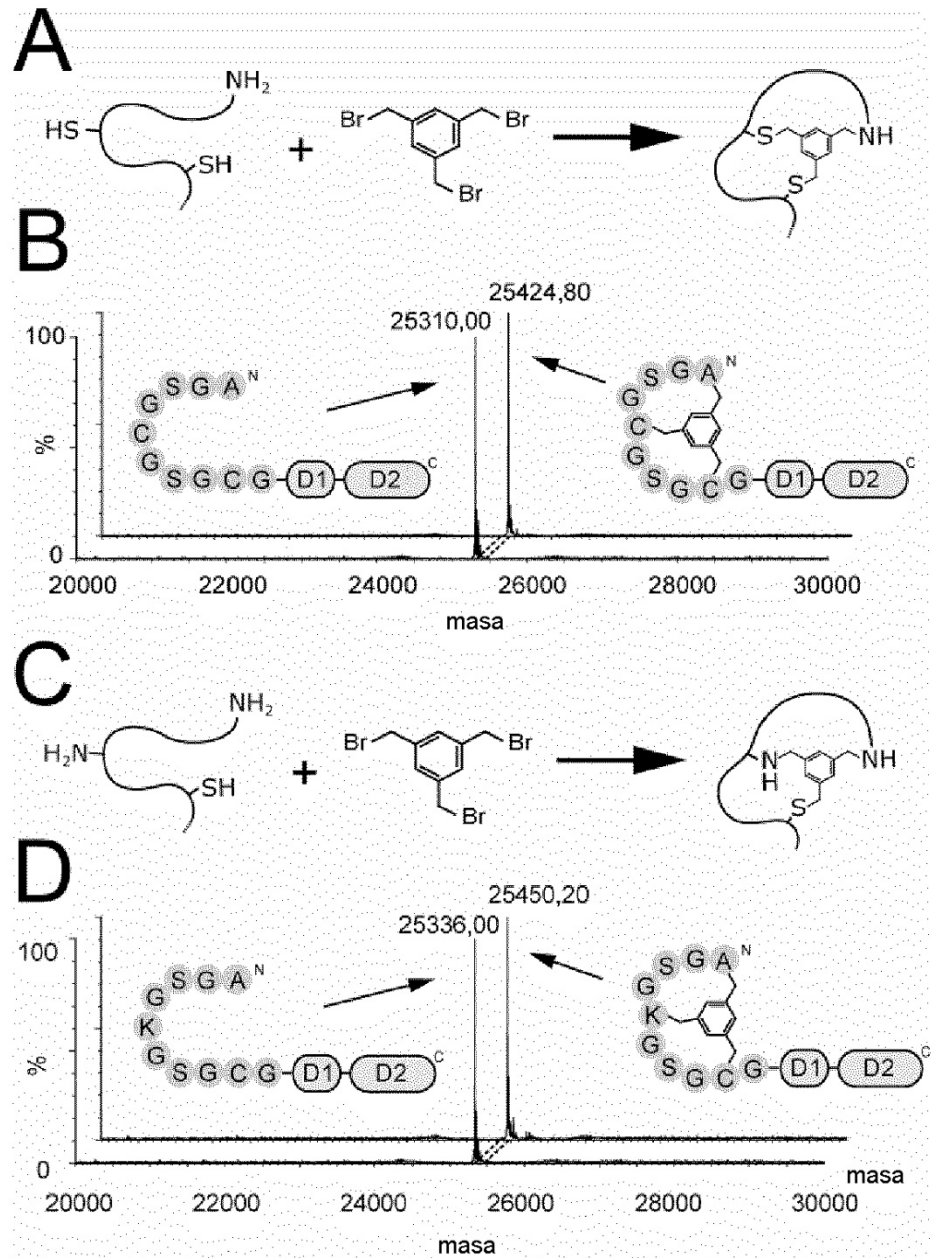 A
NH₂
HS
SH
+
Br
Br
Br
S
NH
S
B
25424,80
25310,00
100
%
0
G S G A N
C
G S G C G D1 D2 C
A N
G
S
G
C
G
S
G C G D1 D2 C
20000 22000 24000 26000 28000 30000
masa
C
NH₂
H₂N
SH
+
Br
Br
Br
N
H
NH
S
D
25450,20
25336,00
100
%
0
G S G A N
K
G S G C G D1 D2 C
A N
G
S
G
K
G
S
G C G D1 D2 C
masa
20000 22000 24000 26000 28000 30000
masa